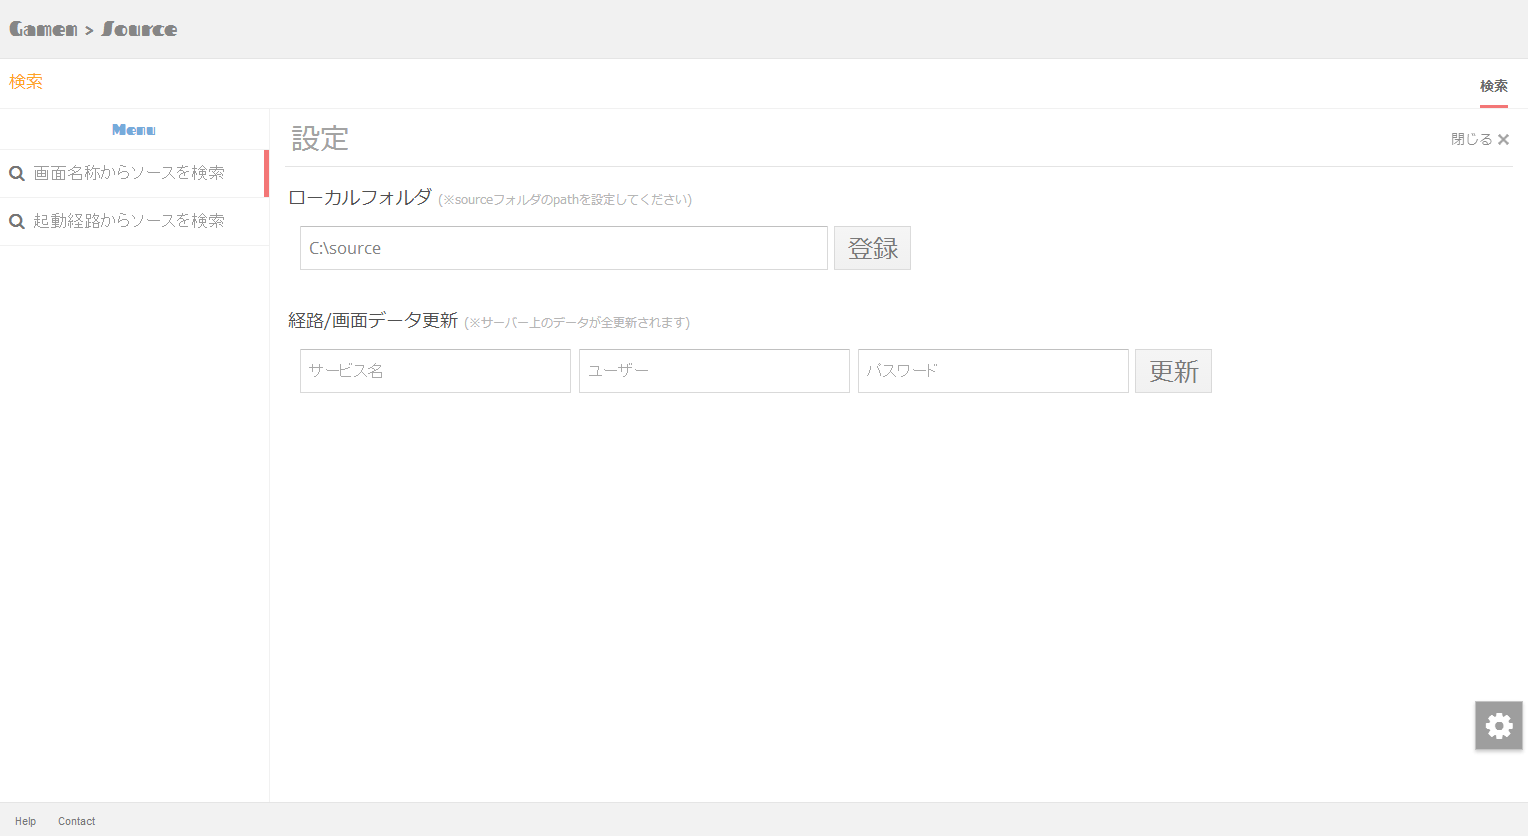 Gamen > Source
検索
検索
Menu
画面名称からソースを検索
起動経路からソースを検索
設定
閉じる ×
ローカルフォルダ (※sourceフォルダのpathを設定してください)
C:\source 登録
経路/画面データ更新 (※サーバー上のデータが全更新されます)
サービス名 ユーザー パスワード 更新
Help Contact